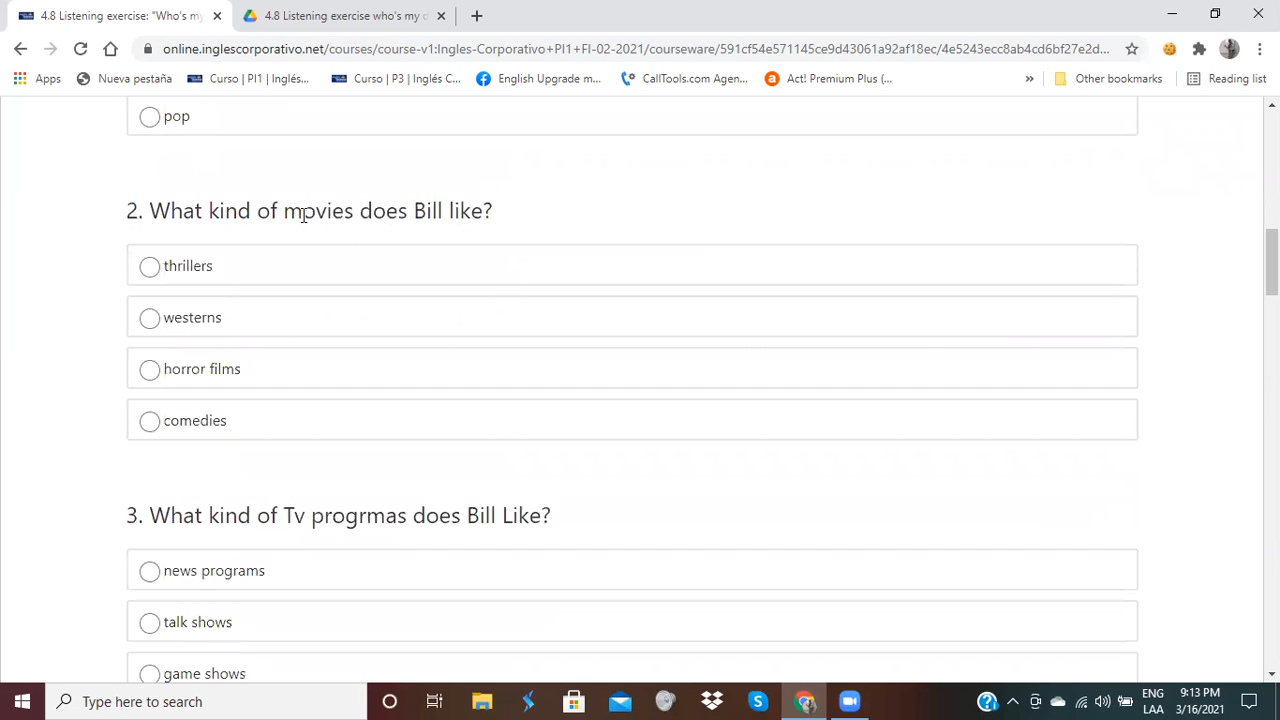 4.8 Listening exercise: "Who's my
4.8 Listening exercise who's my d
online.inglescorporativo.net/courses/course-v1:Ingles-Corporativo+PI1+FI-02-2021/courseware/591cf54e571145ce9d43061a92af18ec/4e5243ecc8ab4cd6bf27e2d...
Apps Nueva pestaña Curso | PI1 | Inglés... Curso | P3 | Inglés C... English Upgrade m... CallTools.com Agen... Act! Premium Plus (... » Other bookmarks Reading list
pop
2. What kind of movies does Bill like?
thrillers
westerns
horror films
comedies
3. What kind of Tv progrmas does Bill Like?
news programs
talk shows
game shows
Type here to search
ENG
LAA
9:13 PM
3/16/2021